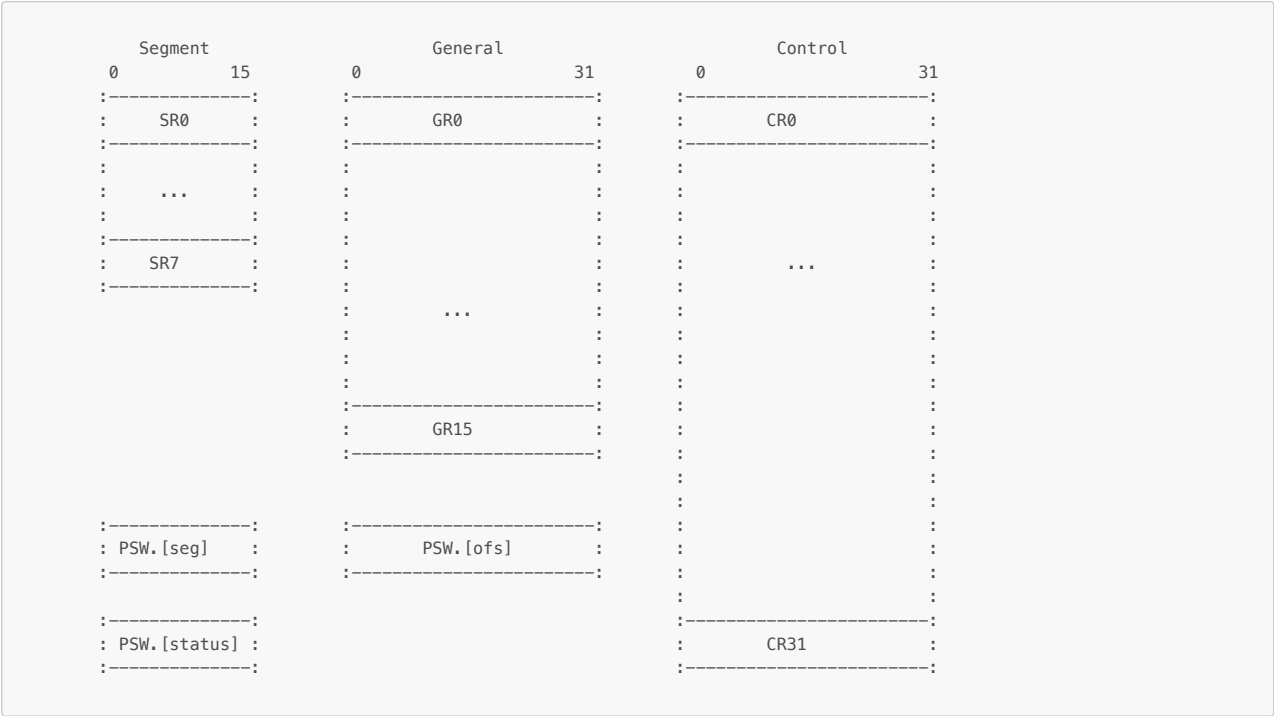 Segment                      General                           Control
  0           15          0                     31          0                     31
 :--------------:        :------------------------:       :------------------------:
 :     SR0      :        :        GR0             :       :        CR0             :
 :--------------:        :------------------------:       :------------------------:
 :              :        :                        :       :                        :
 :     ...      :        :                        :       :                        :
 :              :        :                        :       :                        :
 :--------------:        :                        :       :                        :
 :    SR7       :        :                        :       :          ...           :
 :--------------:        :                        :       :                        :
                         :         ...            :       :                        :
                         :                        :       :                        :
                         :                        :       :                        :
                         :                        :       :                        :
                         :------------------------:       :                        :
                         :        GR15            :       :                        :
                         :------------------------:       :                        :
                                                          :                        :
                                                          :                        :
 :--------------:        :------------------------:       :                        :
 : PSW.[seg]    :        :       PSW.[ofs]        :       :                        :
 :--------------:        :------------------------:       :                        :
                                                          :                        :
 :--------------:                                         :------------------------:
 : PSW.[status] :                                         :        CR31            :
 :--------------:                                         :------------------------: